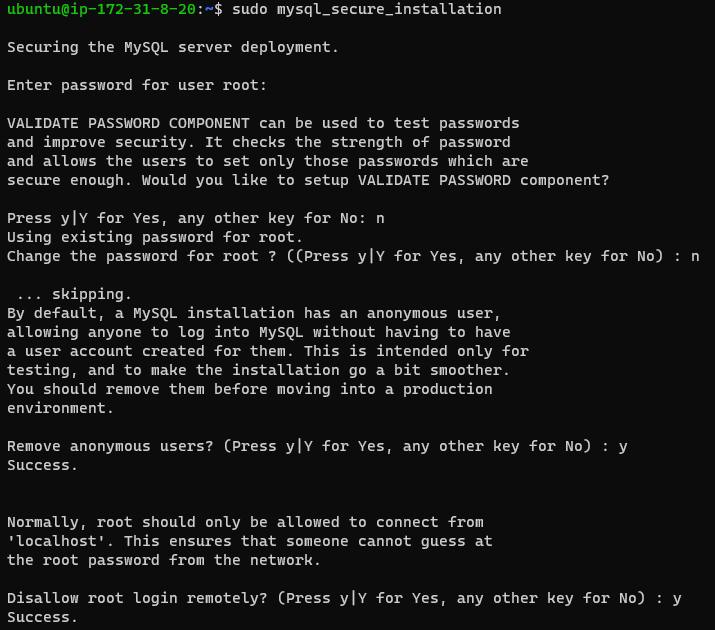 ubuntu@ip-172-31-8-20:~$ sudo mysql_secure_installation
Securing the MySQL server deployment.
Enter password for user root:
VALIDATE PASSWORD COMPONENT can be used to test passwords
and improve security. It checks the strength of password
and allows the users to set only those passwords which are
secure enough. Would you like to setup VALIDATE PASSWORD component?
Press y|Y for Yes, any other key for No: n
Using existing password for root.
Change the password for root ? ((Press y|Y for Yes, any other key for No) : n
... skipping.
By default, a MySQL installation has an anonymous user,
allowing anyone to log into MySQL without having to have
a user account created for them. This is intended only for
testing, and to make the installation go a bit smoother.
You should remove them before moving into a production
environment.
Remove anonymous users? (Press y|Y for Yes, any other key for No) : y
Success.
Normally, root should only be allowed to connect from
'localhost'. This ensures that someone cannot guess at
the root password from the network.
Disallow root login remotely? (Press y|Y for Yes, any other key for No) : y
Success.